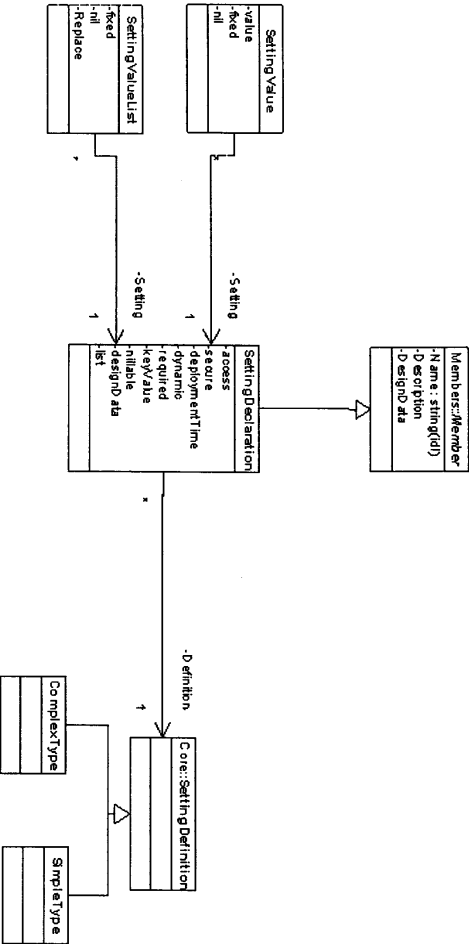 Members::Member
-Name : string(idl)
-Description
-DesignData
SettingValue
-value
-fixed
-nil
*
-Setting
1
SettingValueList
-fixed
-nil
-Replace
*
-Setting
1
SettingDeclaration
-access
-secure
-deploymentTime
-dynamic
-required
-keyValue
-nillable
-designData
-list
*
-Definition
1
Core::SettingDefinition
ComplexType
SimpleType